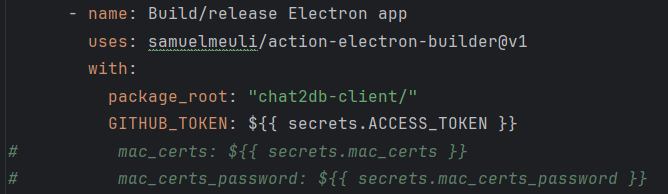 - name: Build/release Electron app
uses: samuelmeuli/action-electron-builder@v1
with:
package_root: "chat2db-client/"
GITHUB_TOKEN: ${{ secrets.ACCESS_TOKEN }}
# mac_certs: ${{ secrets.mac_certs }}
# mac_certs_password: ${{ secrets.mac_certs_password }}